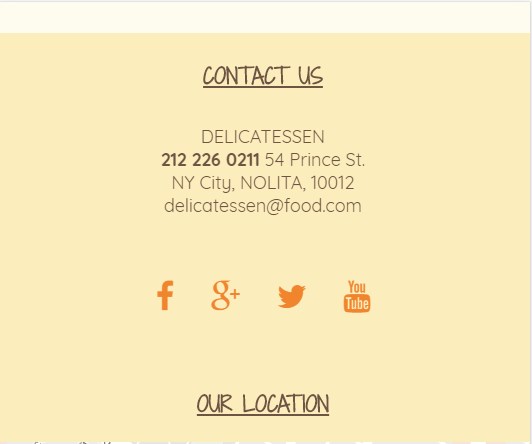 CONTACT US
DELICATESSEN
212 226 0211 54 Prince St.
NY City, NOLITA, 10012
delicatessen@food.com
f g+ You Tube
OUR LOCATION